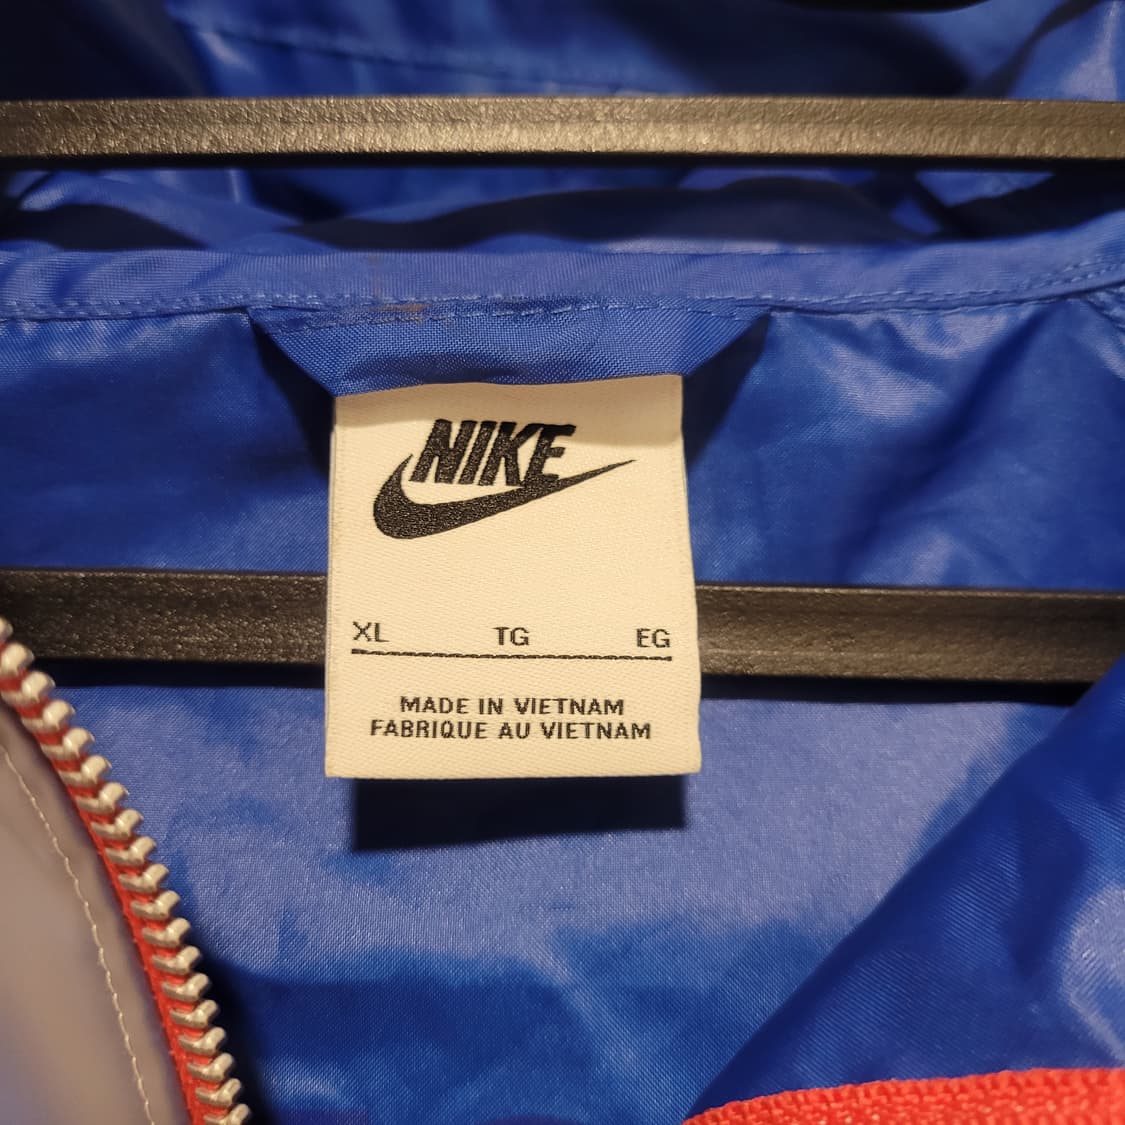 NIKE
XL TG EG
MADE IN VIETNAM
FABRIQUE AU VIETNAM